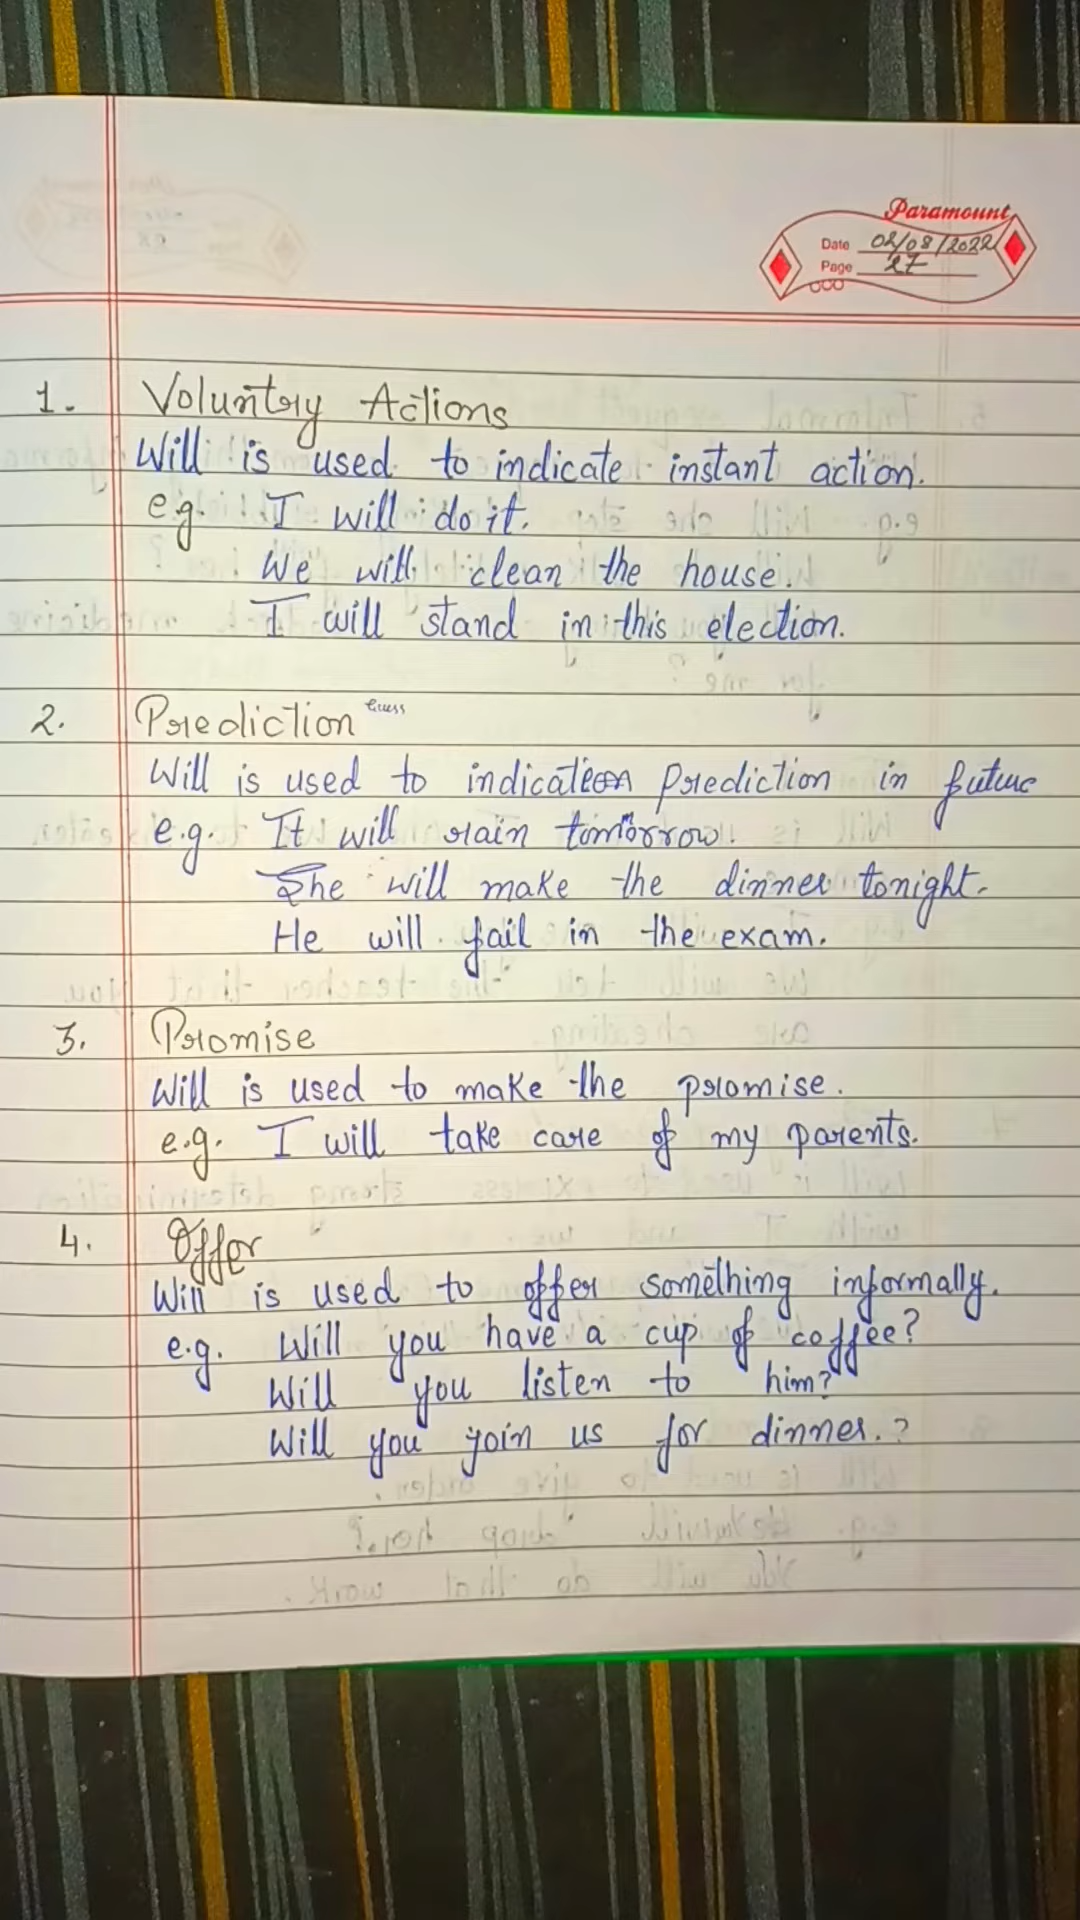 Paramount
Date 02/08/2022
Page 27
1. Voluntry Actions
Will is used to indicate instant action.
e.g. I will do it.
We will clean the house.
I will stand in this election.
2. Prediction Guess
Will is used to indicate prediction in future
e.g. It will rain tomorrow.
She will make the dinner tonight.
He will fail in the exam.
3. Promise
Will is used to make the promise.
e.g. I will take care of my parents.
4. Offer
Will is used to offer something informally.
e.g. Will you have a cup of coffee?
Will you listen to him?
Will you join us for dinner.?